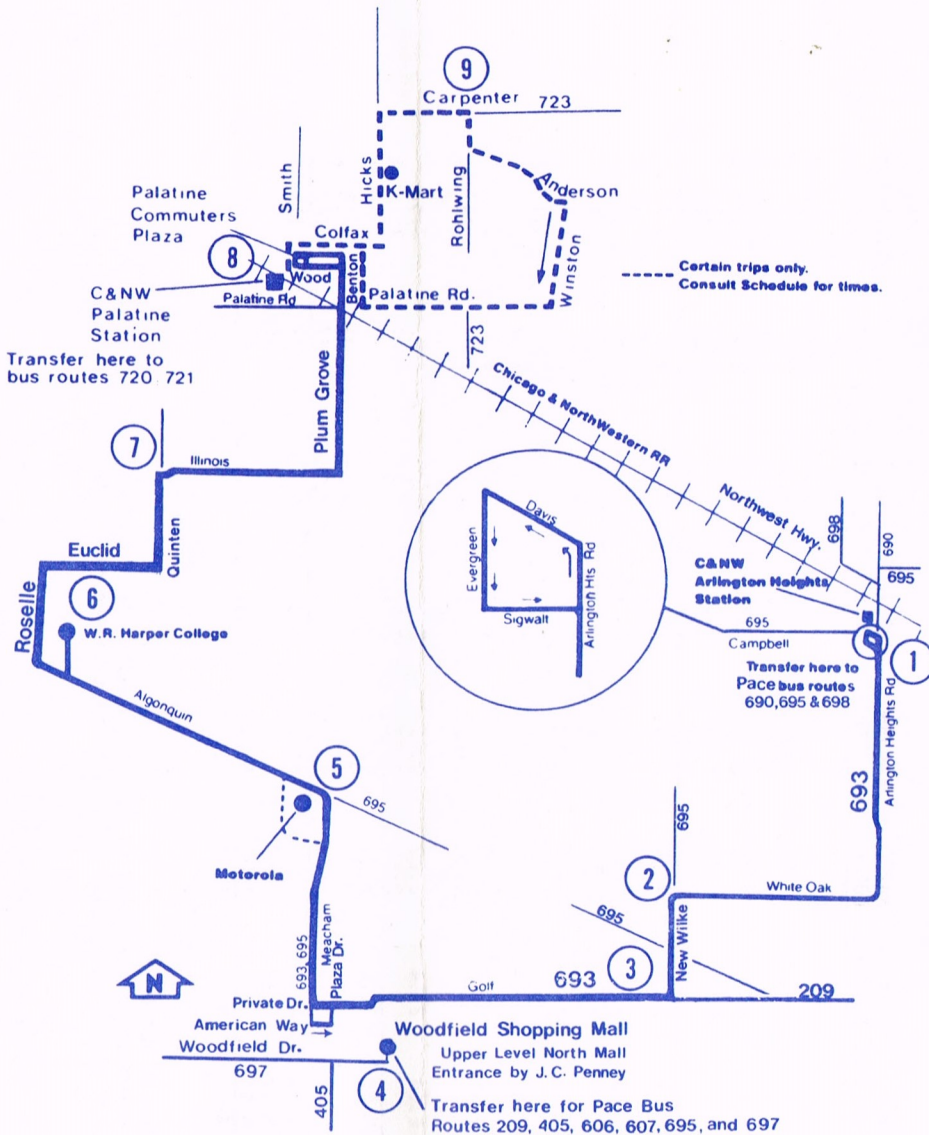 9
Carpenter
723
Smith
Hicks
K-Mart
Rohlwing
Anderson
Winston
Palatine
Commuters
Plaza
Colfax
8
Wood
Benton
Palatine Rd
Palatine Rd.
C&NW
Palatine
Station
Transfer here to
bus routes 720 721
Certain trips only.
Consult Schedule for times.
723
Chicago & NorthWestern RR
Northwest Hwy.
Plum Grove
7
Illinois
Quinten
Euclid
Roselle
6
W.R. Harper College
Davis
Evergreen
Sigwalt
Arlington Hts Rd
698
690
695
C&NW
Arlington Heights
Station
695
Campbell
1
Transfer here to
Pace bus routes
690,695 & 698
Arlington Heights Rd
693
Algonquin
5
695
Motorola
695
2
White Oak
695
3
New Wilke
693, 695
Meacham
Plaza Dr.
Golf
693
209
N
Private Dr.
American Way
Woodfield Dr.
697
405
4
Woodfield Shopping Mall
Upper Level North Mall
Entrance by J.C. Penney
Transfer here for Pace Bus
Routes 209, 405, 606, 607, 695, and 697